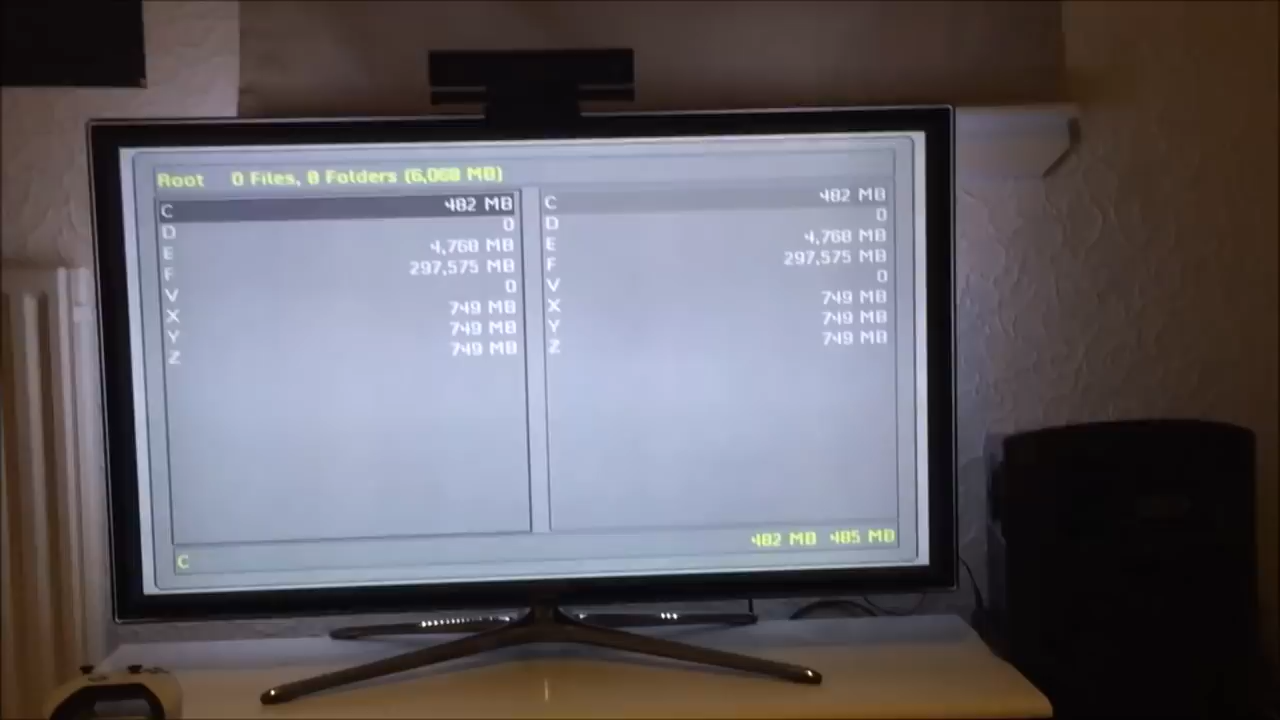 Root 0 Files, 0 Folders (6,068 MB)
C 482 MB
D 0
E 4,768 MB
F 297,575 MB
V 0
X 749 MB
Y 749 MB
Z 749 MB
C 482 MB
D 0
E 4,768 MB
F 297,575 MB
V 0
X 749 MB
Y 749 MB
Z 749 MB
C 482 MB 485 MB